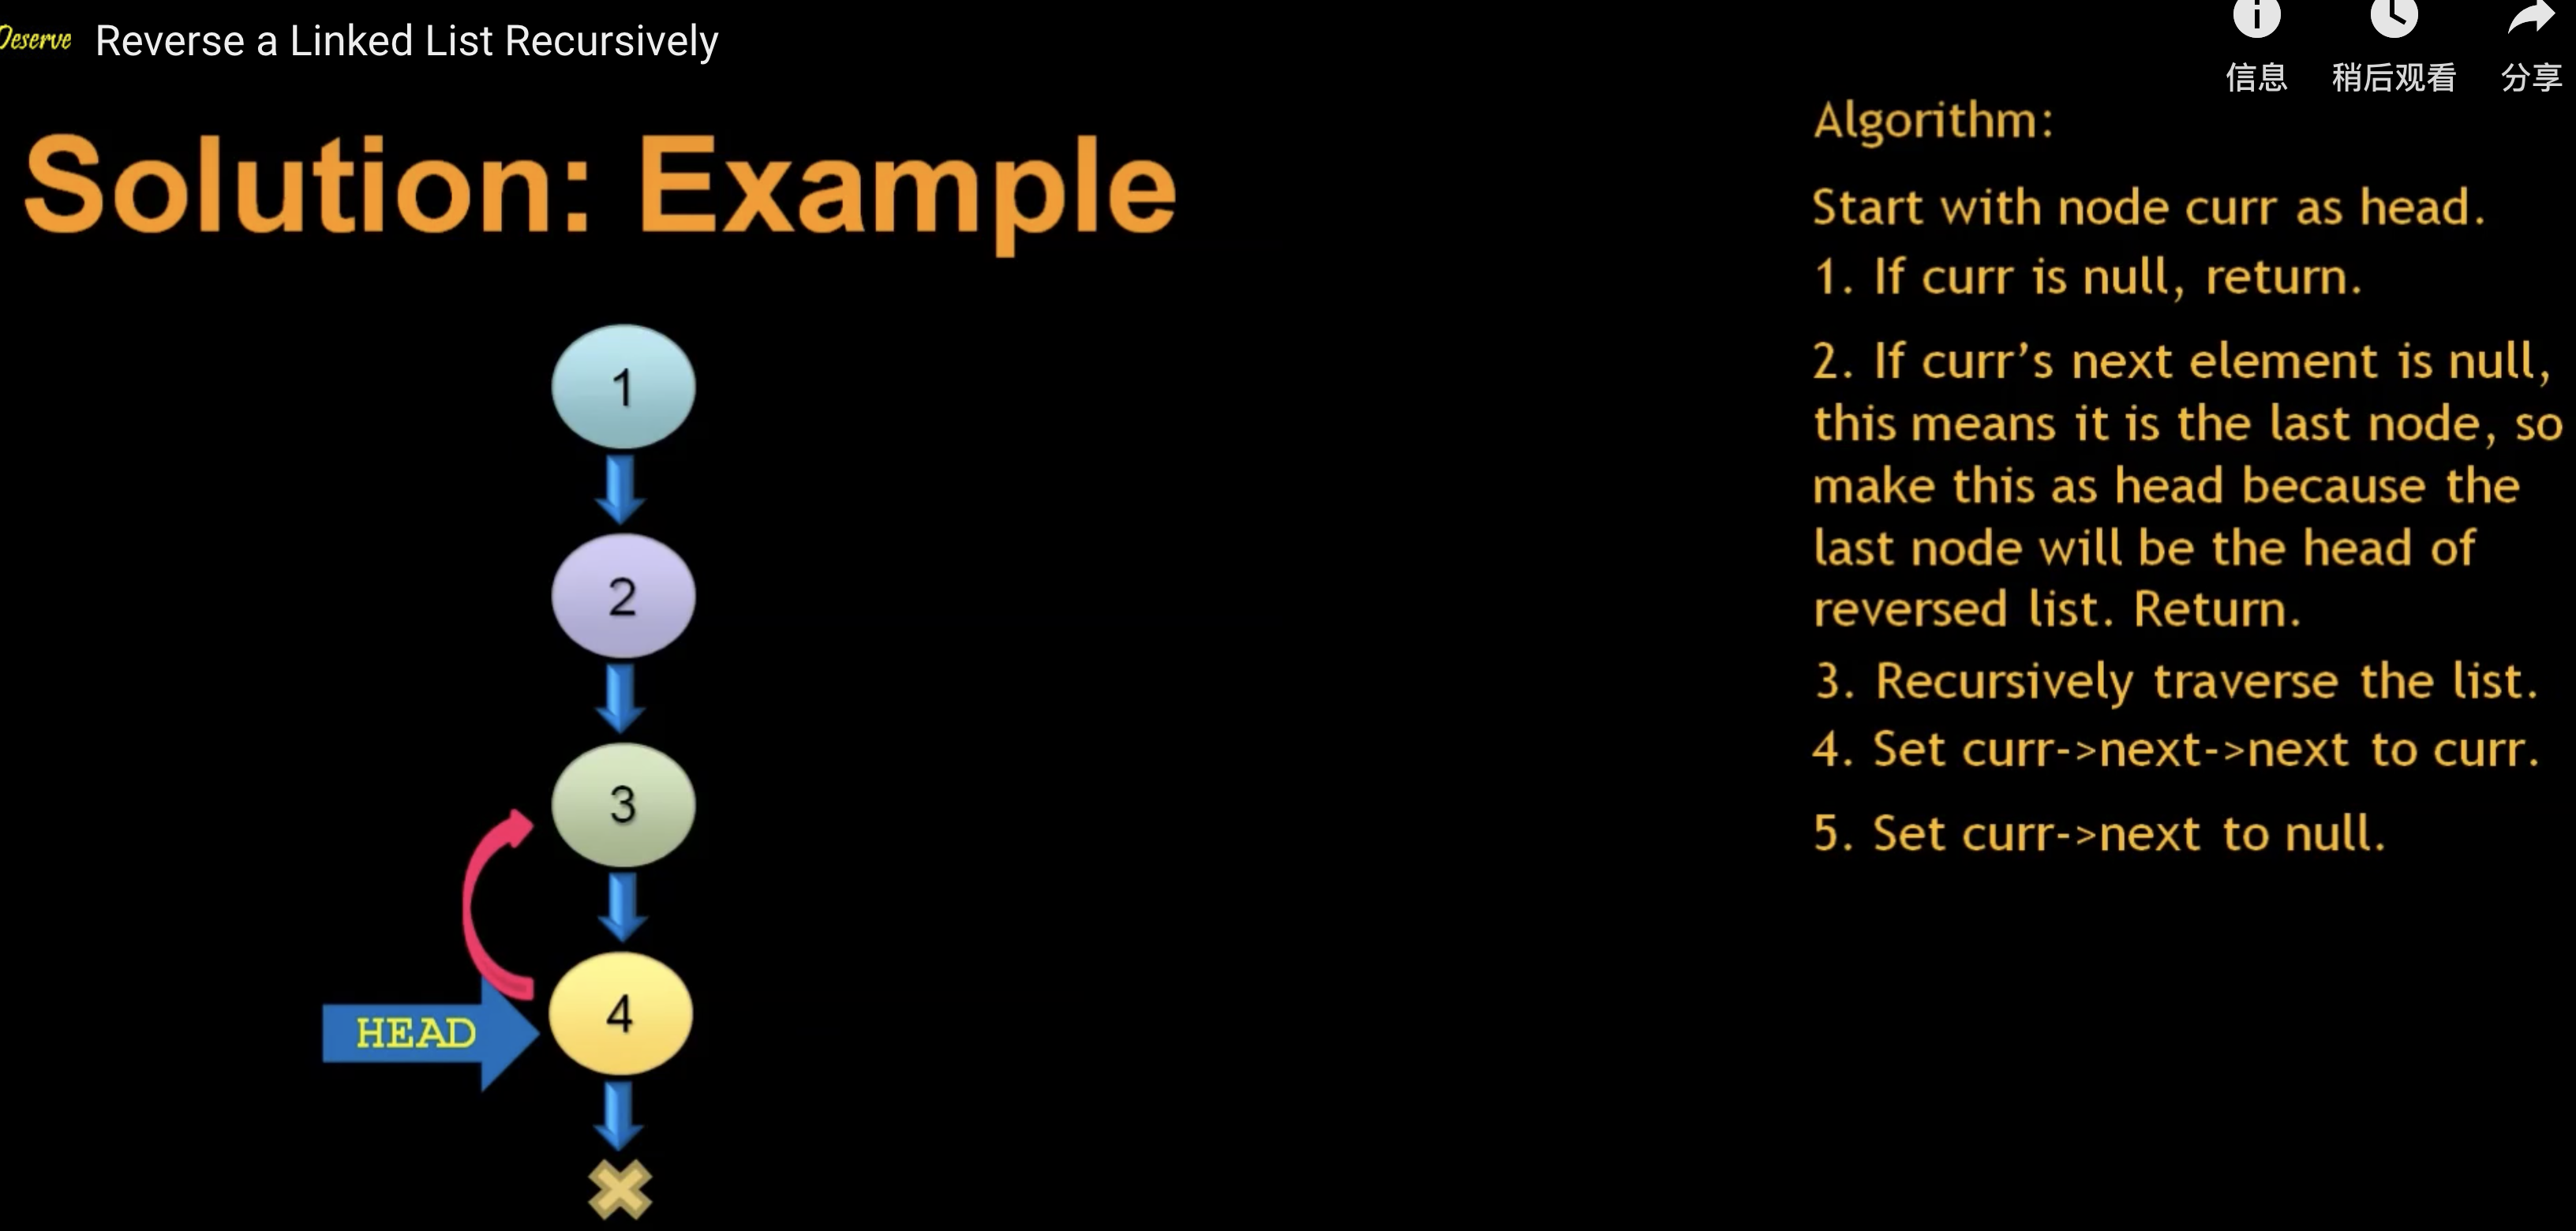 Deserve Reverse a Linked List Recursively
信息 稍后观看 分享
Solution: Example
1
2
3
4
HEAD
Algorithm:
Start with node curr as head.
1. If curr is null, return.
2. If curr’s next element is null,
this means it is the last node, so
make this as head because the
last node will be the head of
reversed list. Return.
3. Recursively traverse the list.
4. Set curr->next->next to curr.
5. Set curr->next to null.